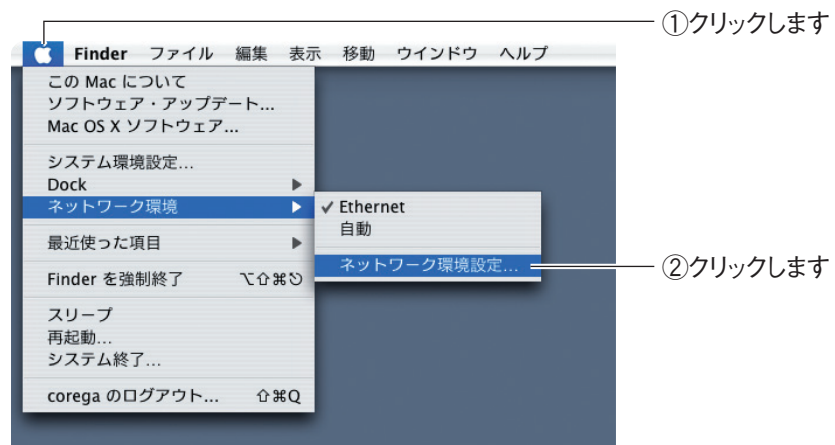 ①クリックします
Finder ファイル 編集 表示 移動 ウインドウ ヘルプ
この Mac について
ソフトウェア・アップデート...
Mac OS X ソフトウェア...
システム環境設定...
Dock
ネットワーク環境
✓ Ethernet
自動
最近使った項目
ネットワーク環境設定...
②クリックします
Finder を強制終了 ⌥⇧⌘⎋
スリープ
再起動...
システム終了...
corega のログアウト... ⇧⌘Q